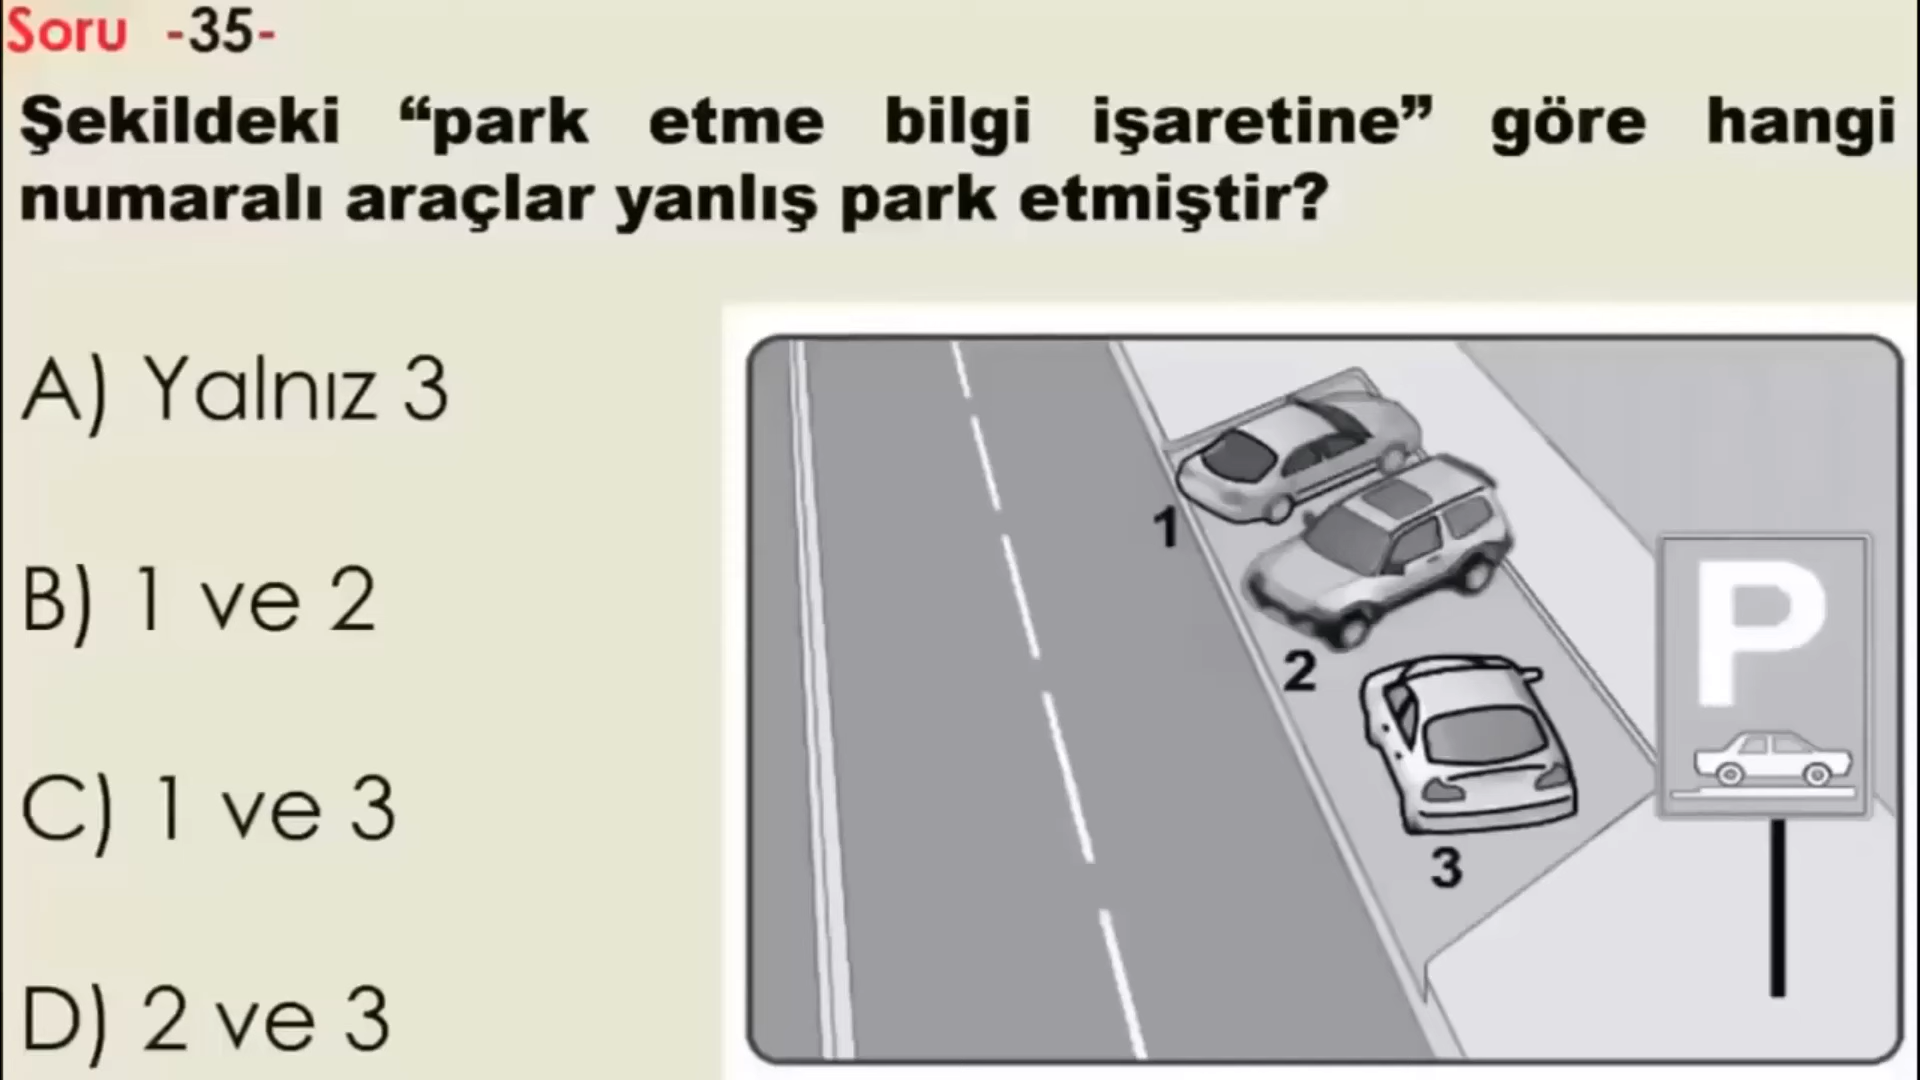 Soru -35-
Şekildeki “park etme bilgi işaretine” göre hangi
numaralı araçlar yanlış park etmiştir?
A) Yalnız 3
B) 1 ve 2
C) 1 ve 3
D) 2 ve 3
1
2
3
P